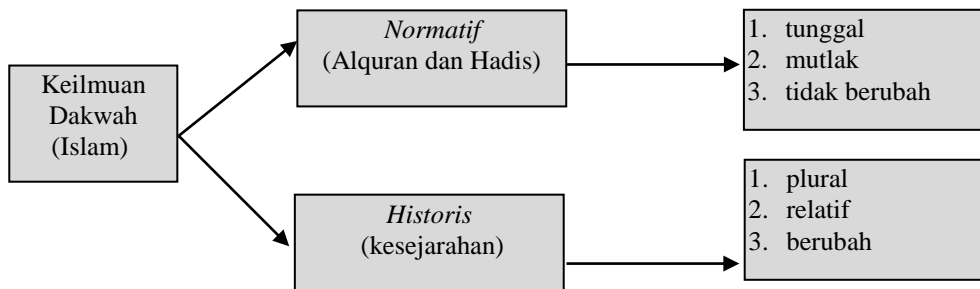 Keilmuan
Dakwah
(Islam)
Normatif
(Alquran dan Hadis)
1. tunggal
2. mutlak
3. tidak berubah
Historis
(kesejarahan)
1. plural
2. relatif
3. berubah